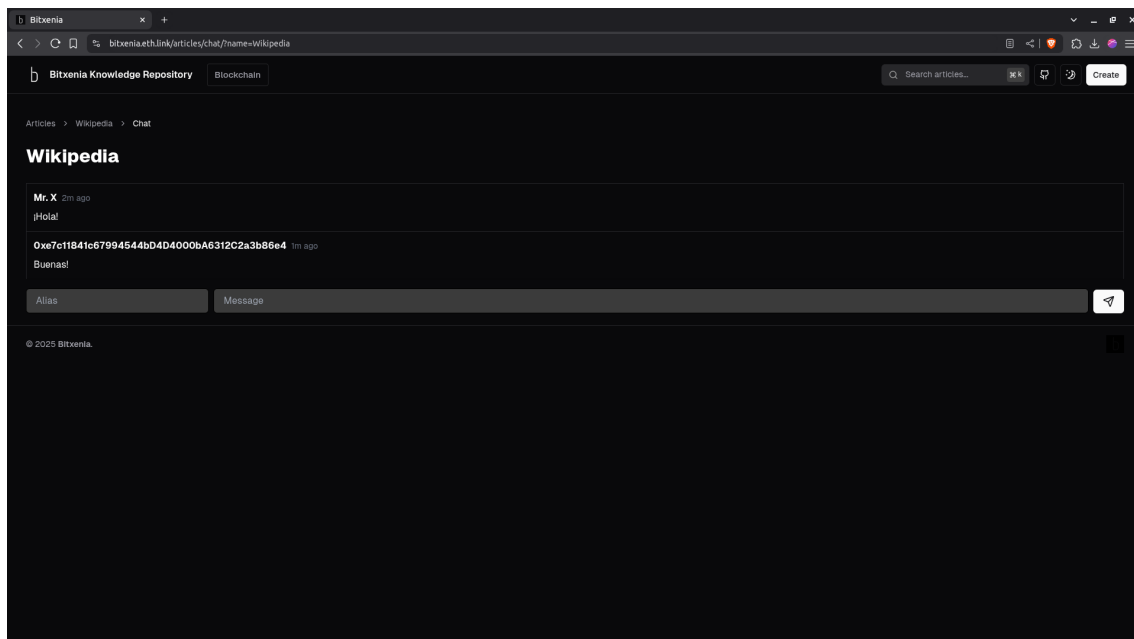 b Bitxenia
bitxenia.eth.link/articles/chat/?name=Wikipedia
b Bitxenia Knowledge Repository Blockchain Search articles... ⌘ k Create
Articles > Wikipedia > Chat
Wikipedia
Mr. X 2m ago
¡Hola!
0xe7c11841c67994544bD4D4000bA6312C2a3b86e4 1m ago
Buenas!
Alias Message
© 2025 Bitxenia.